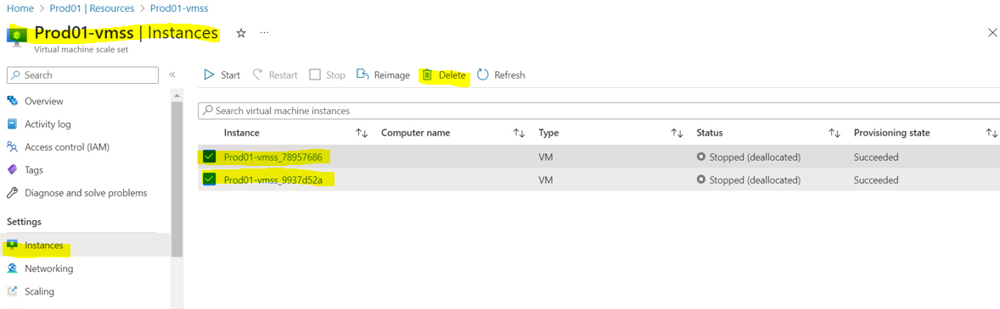 Home > Prod01 | Resources > Prod01-vmss
Prod01-vmss | Instances ☆ ...
Virtual machine scale set
Search «
Start Restart Stop Reimage Delete Refresh
Overview
Activity log
Access control (IAM)
Tags
Diagnose and solve problems
Settings
Instances
Networking
Scaling
Search virtual machine instances
Instance ↑↓ Computer name ↑↓ Type ↑↓ Status ↑↓ Provisioning state ↑↓
Prod01-vmss_78957686 VM Stopped (deallocated) Succeeded
Prod01-vmss_9937d52a VM Stopped (deallocated) Succeeded